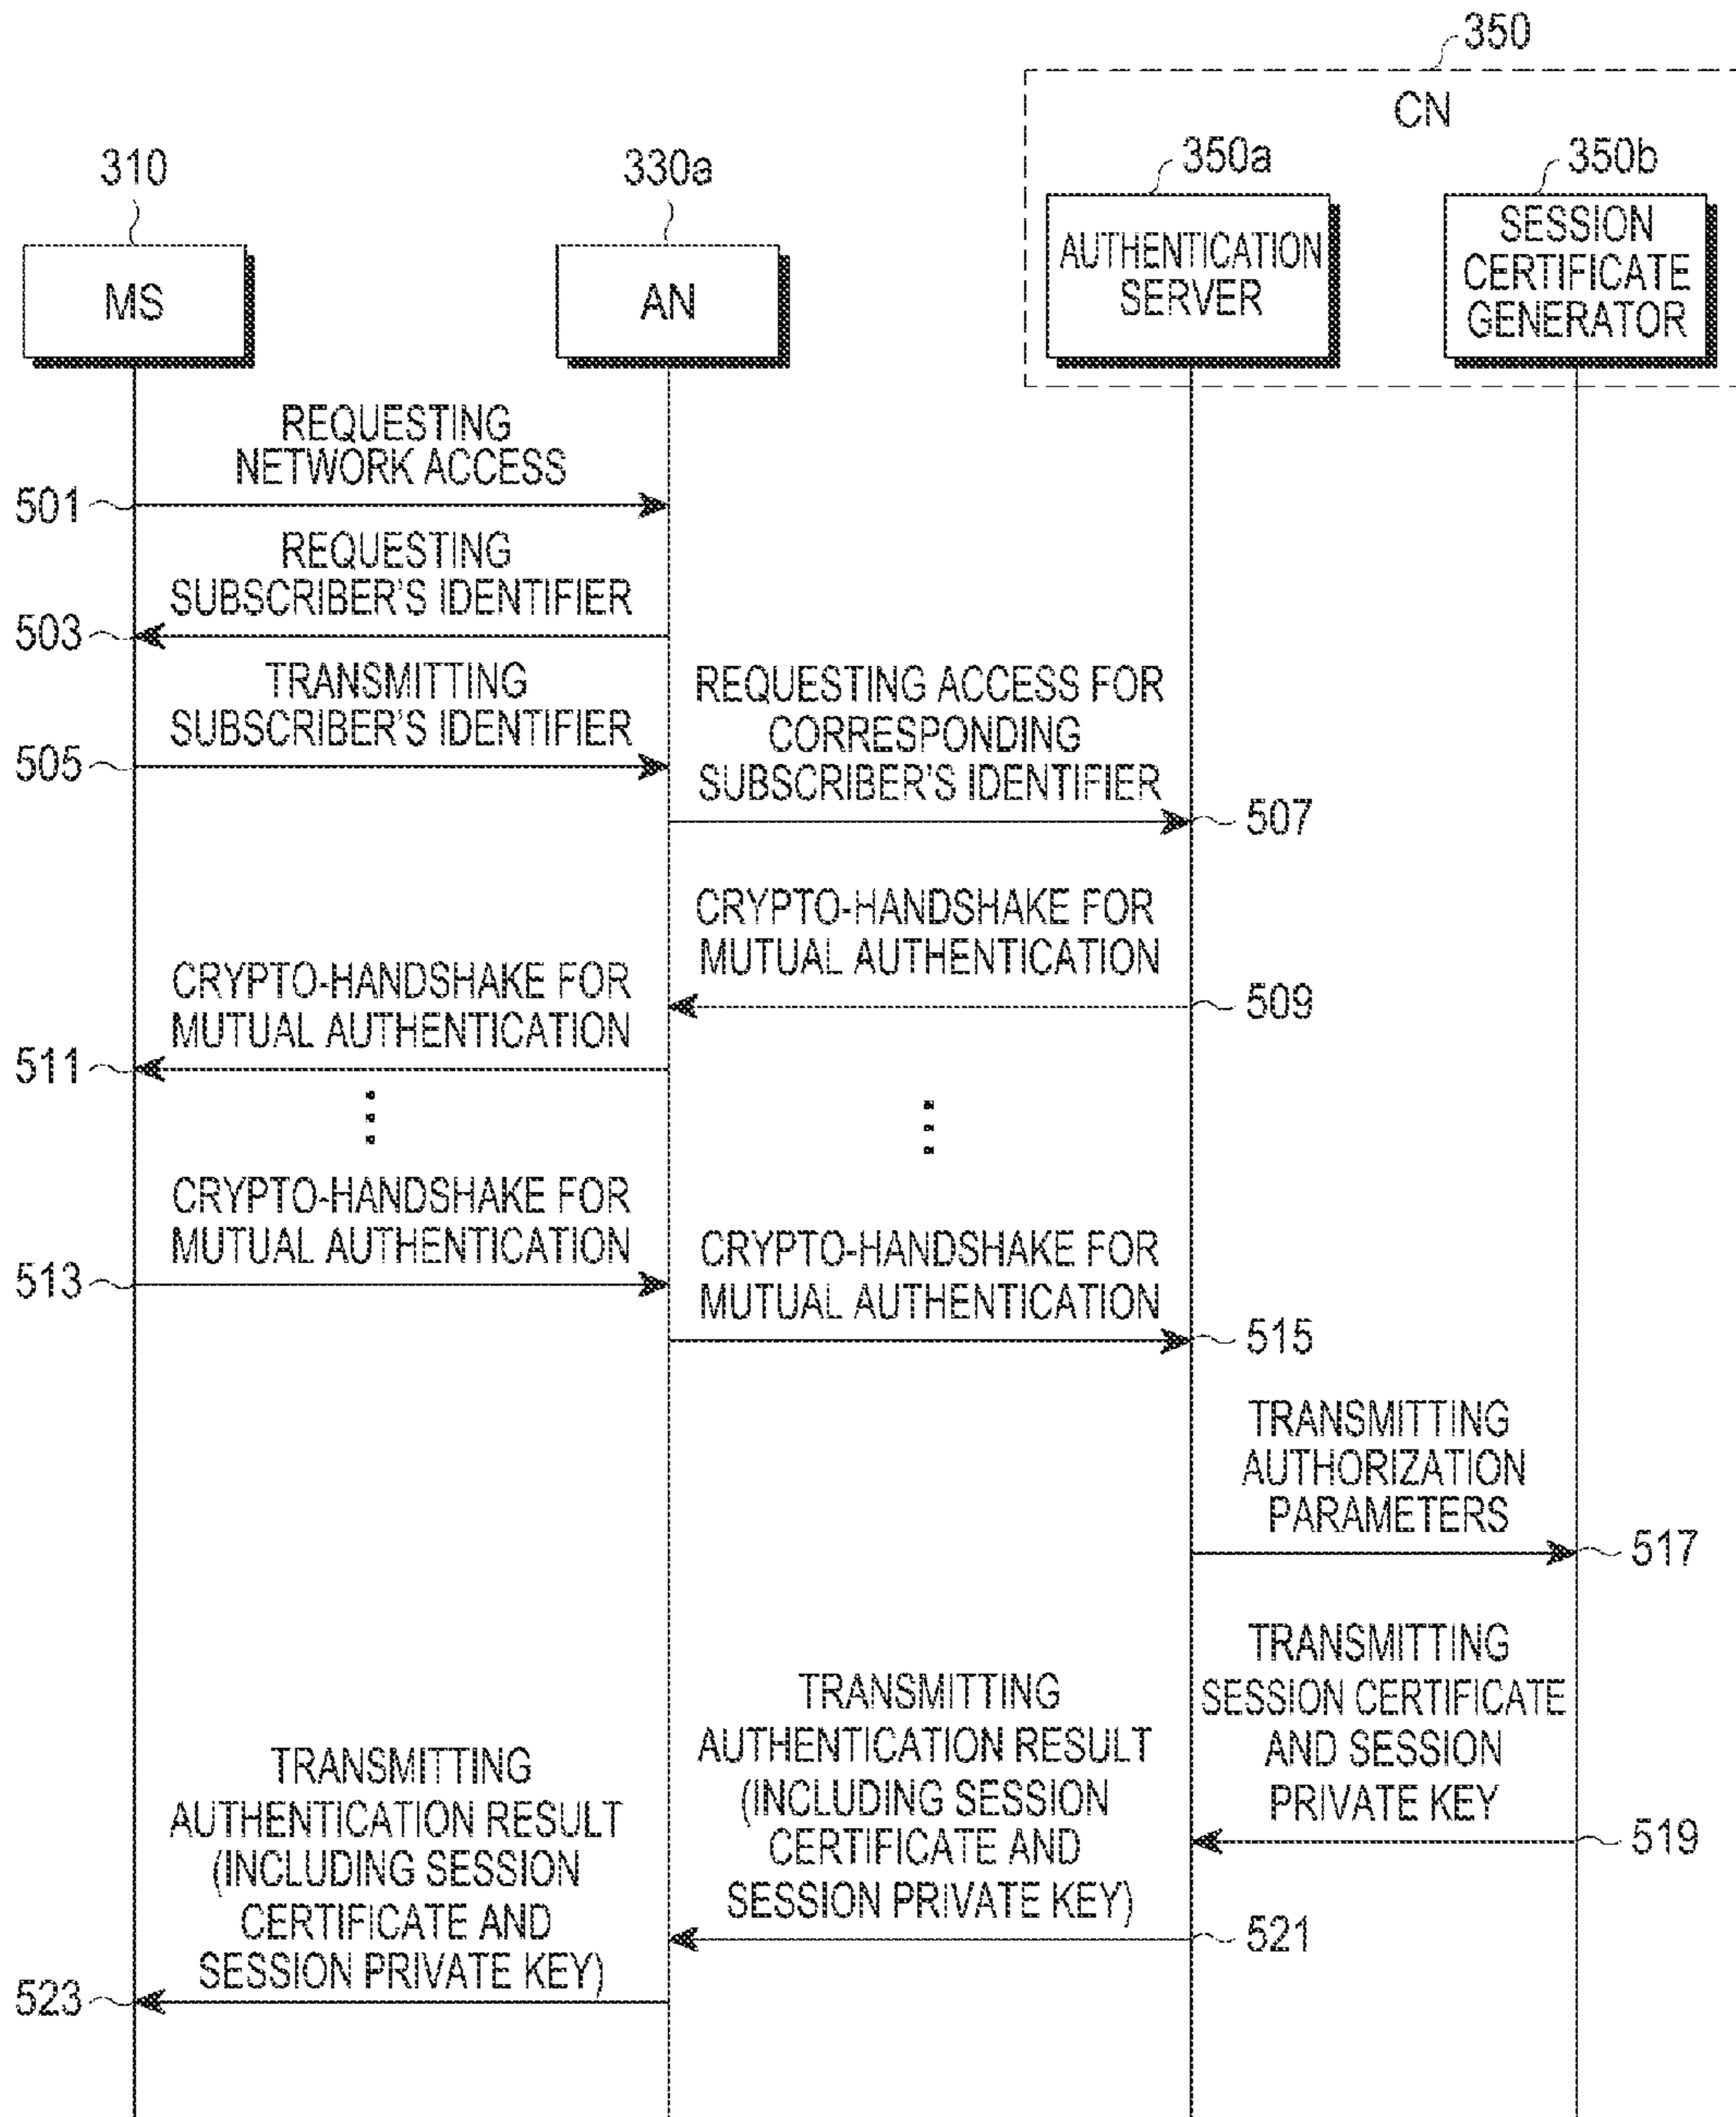 350
CN
310
330a
350a
350b
MS
AN
AUTHENTICATION
SERVER
SESSION
CERTIFICATE
GENERATOR
REQUESTING
NETWORK ACCESS
501
REQUESTING
SUBSCRIBER'S IDENTIFIER
503
TRANSMITTING
SUBSCRIBER'S IDENTIFIER
505
REQUESTING ACCESS FOR
CORRESPONDING
SUBSCRIBER'S IDENTIFIER
507
CRYPTO-HANDSHAKE FOR
MUTUAL AUTHENTICATION
509
CRYPTO-HANDSHAKE FOR
MUTUAL AUTHENTICATION
511
CRYPTO-HANDSHAKE FOR
MUTUAL AUTHENTICATION
513
CRYPTO-HANDSHAKE FOR
MUTUAL AUTHENTICATION
515
TRANSMITTING
AUTHORIZATION
PARAMETERS
517
TRANSMITTING
SESSION CERTIFICATE
AND SESSION
PRIVATE KEY
519
TRANSMITTING
AUTHENTICATION RESULT
(INCLUDING SESSION
CERTIFICATE AND
SESSION PRIVATE KEY)
521
TRANSMITTING
AUTHENTICATION RESULT
(INCLUDING SESSION
CERTIFICATE AND
SESSION PRIVATE KEY)
523